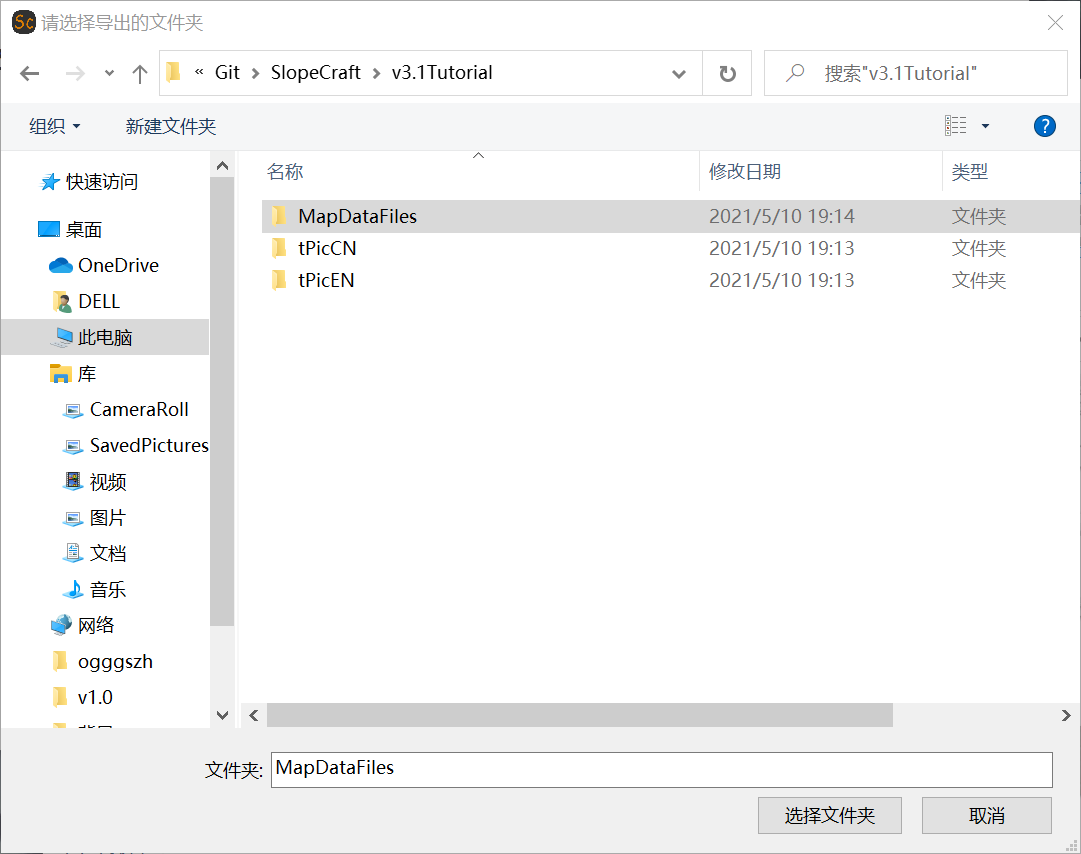 Sc 请选择导出的文件夹
« Git > SlopeCraft > v3.1Tutorial
搜索"v3.1Tutorial"
组织 新建文件夹 ?
名称 修改日期 类型
MapDataFiles 2021/5/10 19:14 文件夹
tPicCN 2021/5/10 19:13 文件夹
tPicEN 2021/5/10 19:13 文件夹
快速访问
桌面
OneDrive
DELL
此电脑
库
CameraRoll
SavedPictures
视频
图片
文档
音乐
网络
ogggszh
v1.0
文件夹: MapDataFiles
选择文件夹 取消